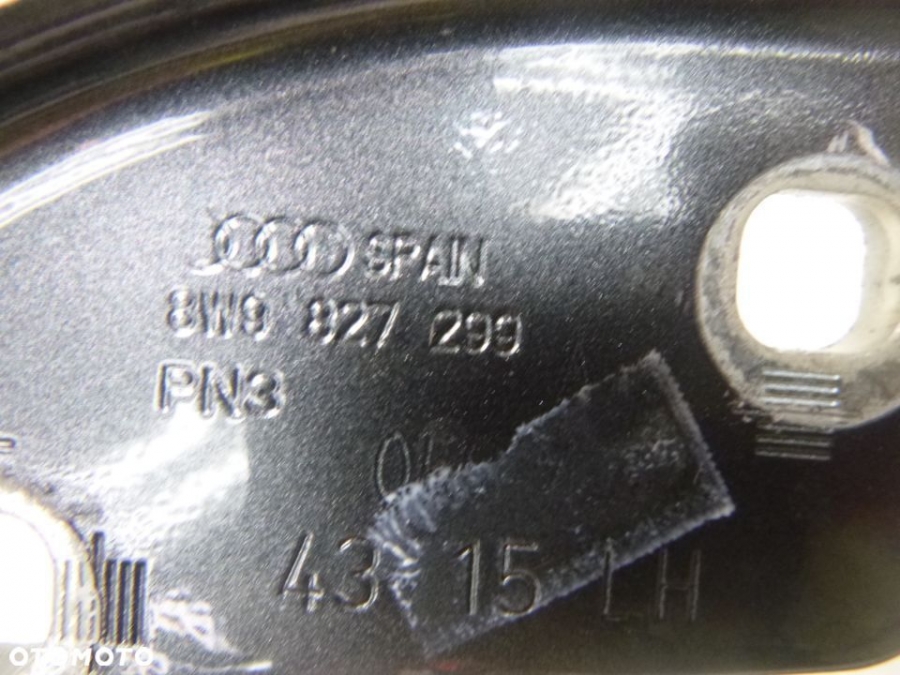 SPAIN
8W9 827 299
PN3
43 15 LH
OTOMOTO